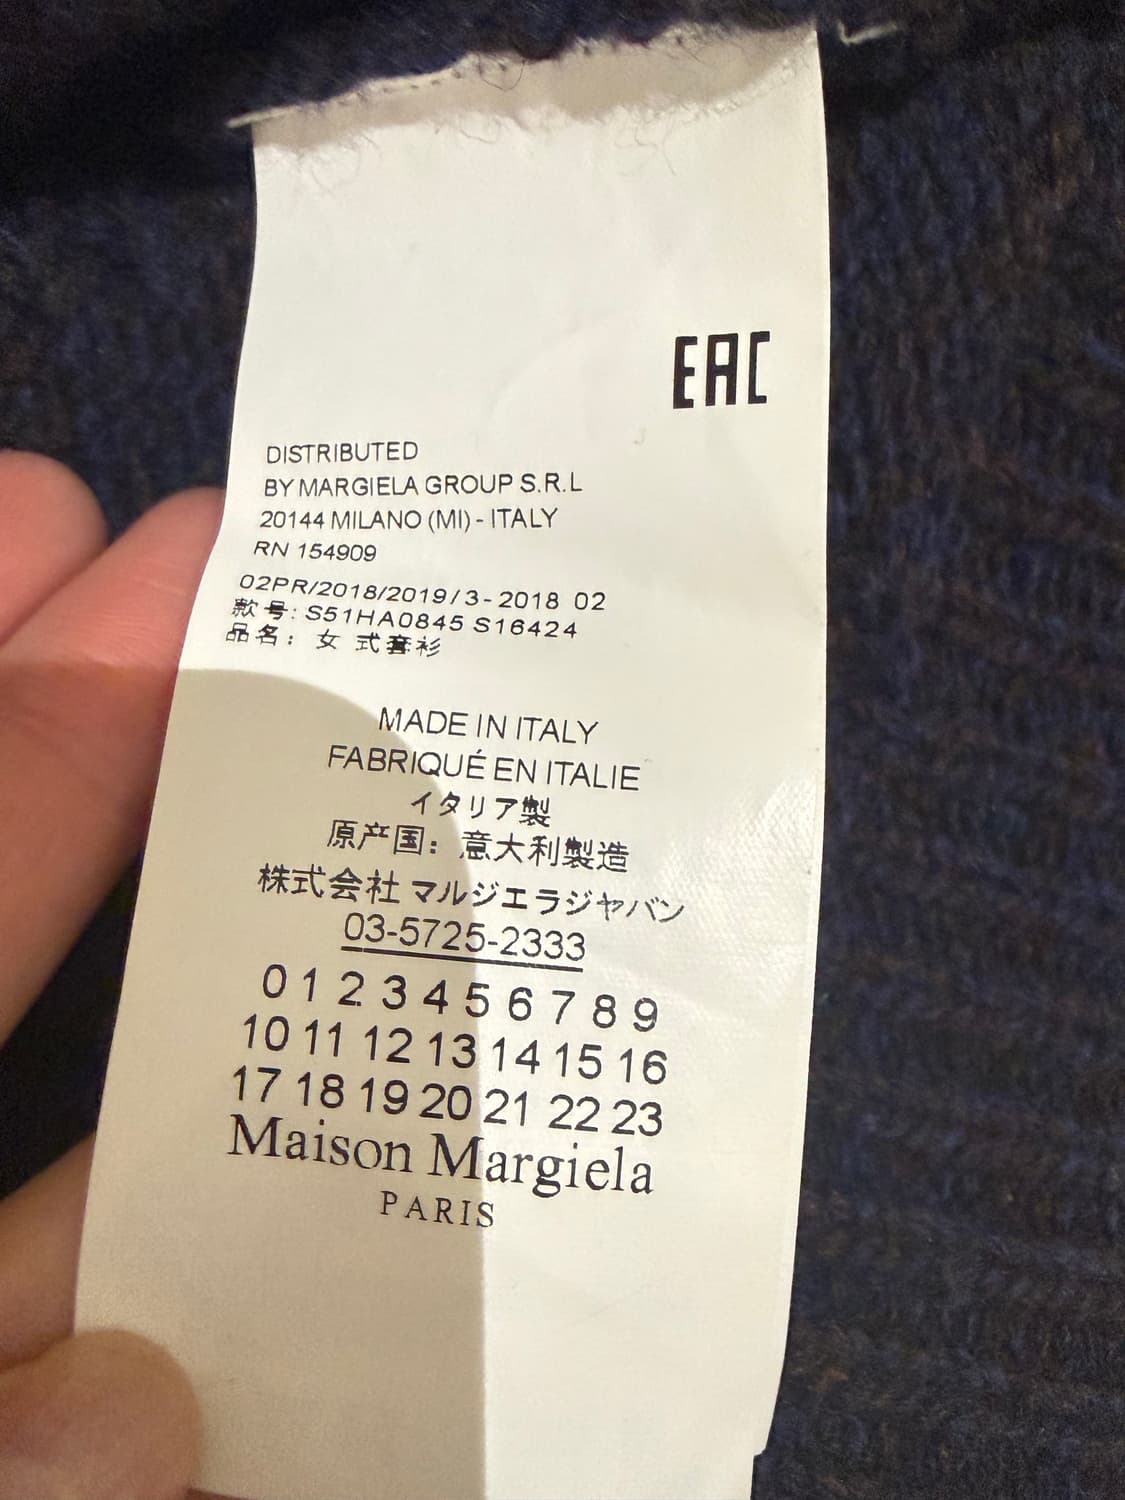 EAC
DISTRIBUTED
BY MARGIELA GROUP S.R.L
20144 MILANO (MI) - ITALY
RN 154909
02PR/2018/2019/3-2018 02
款号: S51HA0845 S16424
品名: 女 式套衫
MADE IN ITALY
FABRIQUÉ EN ITALIE
イタリア製
原产国: 意大利製造
株式会社 マルジエラジャパン
03-5725-2333
0 1 2 3 4 5 6 7 8 9
10 11 12 13 14 15 16
17 18 19 20 21 22 23
Maison Margiela
PARIS